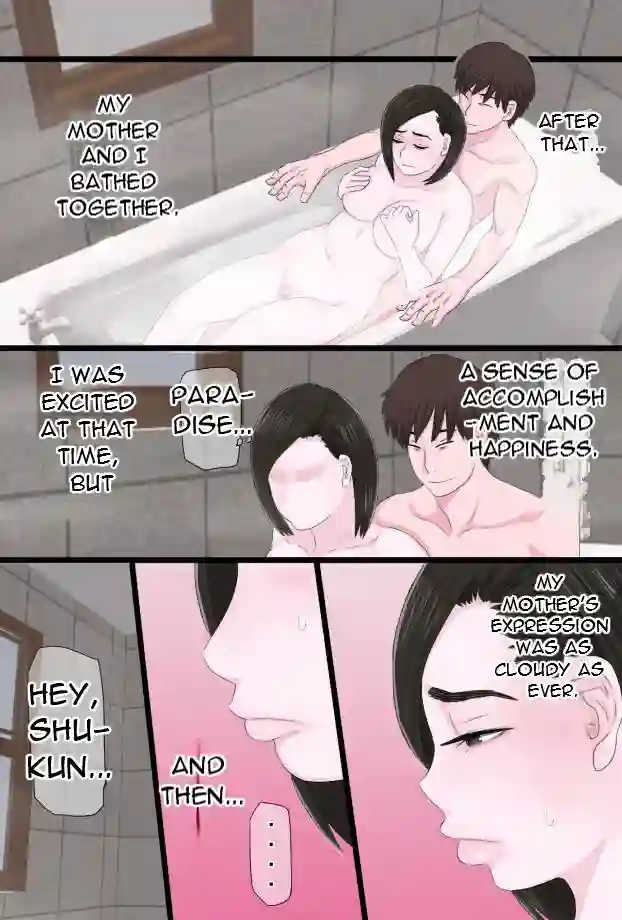 AFTER
THAT...
MY
MOTHER
AND I
BATHED
TOGETHER.
A SENSE OF
ACCOMPLISH
-MENT AND
HAPPINESS.
PARA-
DISE...
I WAS
EXCITED
AT THAT
TIME,
BUT
MY
MOTHER'S
EXPRESSION
WAS AS
CLOUDY AS
EVER.
AND
THEN...
....
HEY,
SHU-
KUN...